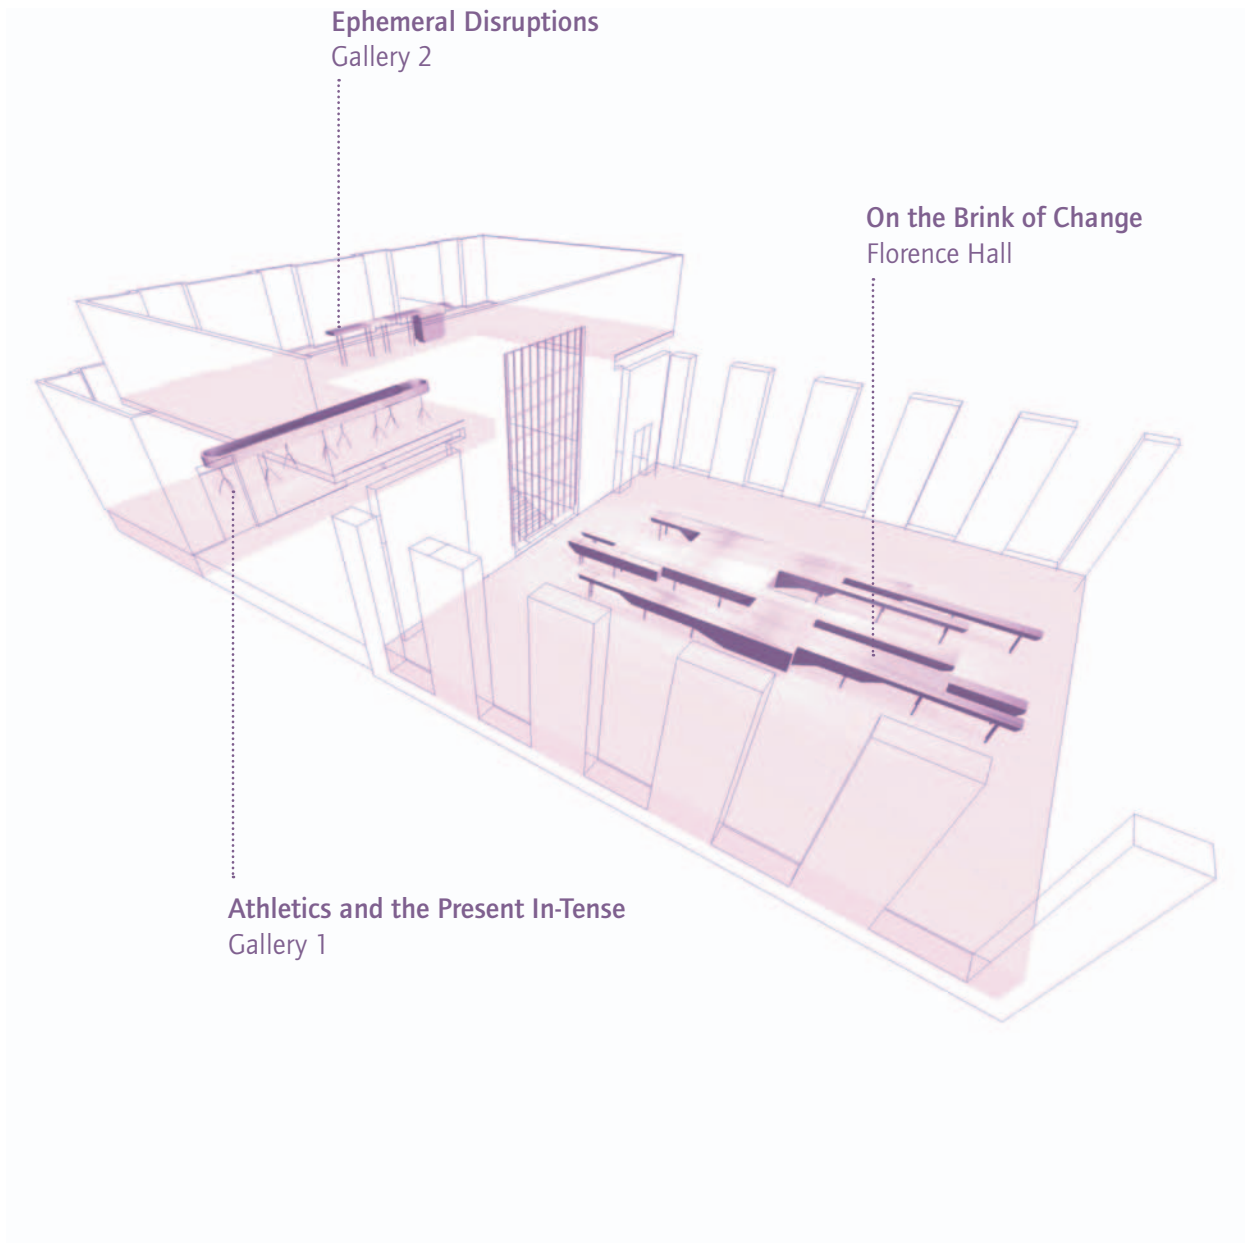 Ephemeral Disruptions
Gallery 2
On the Brink of Change
Florence Hall
Athletics and the Present In-Tense
Gallery 1